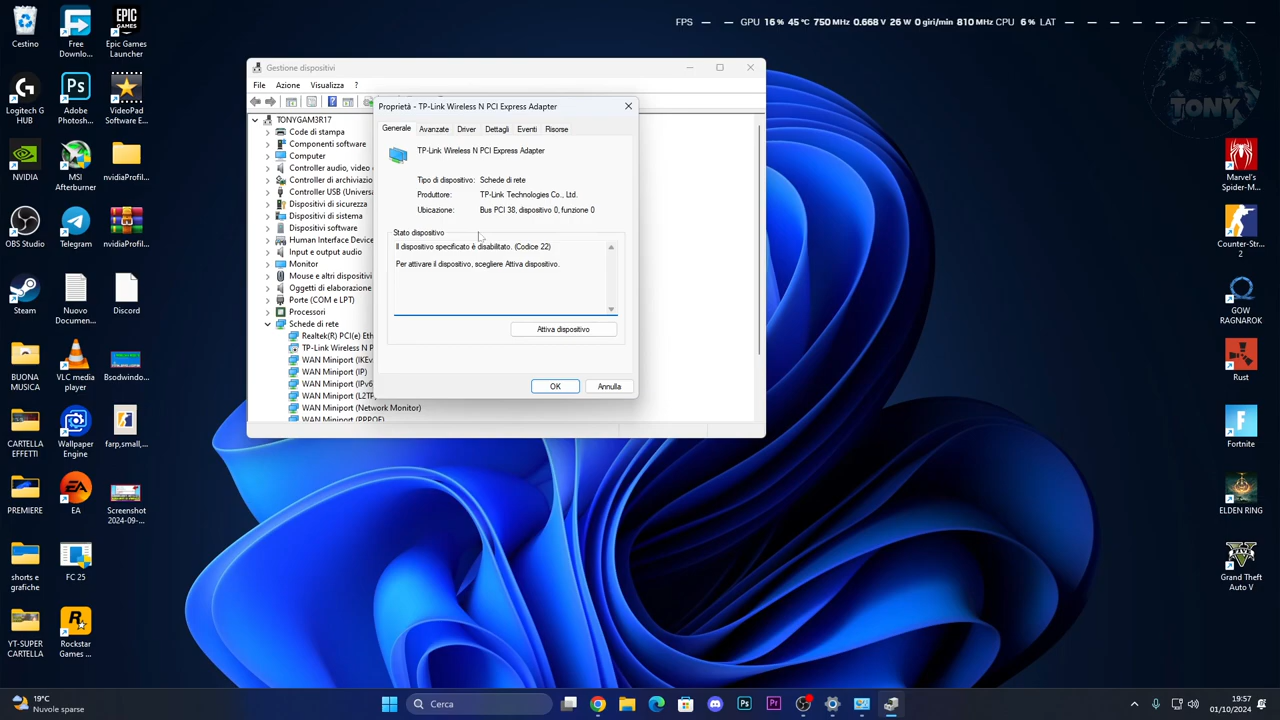 FPS — — GPU 16 % 45 °C 750 MHz 0.668 V 26 W 0 giri/min 810 MHz CPU 6 % LAT — — — — — — — —
Cestino
Free Downlo...
Epic Games Launcher
Logitech G HUB
Adobe Photosh...
VideoPad Software E...
NVIDIA
MSI Afterburner
nvidiaProfil...
OBS Studio
Telegram
nvidiaProfil...
Steam
Nuovo Documen...
Discord
BUONA MUSICA
VLC media player
Bsodwindo...
CARTELLA EFFETTI
Wallpaper Engine
farp,small,...
PREMIERE
EA
Screenshot 2024-09-...
shorts e grafiche
FC 25
YT-SUPER CARTELLA
Rockstar Games ...
Gestione dispositivi
File Azione Visualizza ?
TONYGAM3R17
Code di stampa
Componenti software
Computer
Controller audio, video
Controller di archiviazio
Controller USB (Univers
Dispositivi di sicurezza
Dispositivi di sistema
Dispositivi software
Human Interface Device
Input e output audio
Monitor
Mouse e altri dispositivi
Oggetti di elaborazione
Porte (COM e LPT)
Processori
Schede di rete
Realtek(R) PCI(e) Eth
TP-Link Wireless N P
WAN Miniport (IKEv
WAN Miniport (IP)
WAN Miniport (IPv6
WAN Miniport (L2TP
WAN Miniport (Network Monitor)
WAN Miniport (PPPOE)
Proprietà - TP-Link Wireless N PCI Express Adapter
Generale Avanzate Driver Dettagli Eventi Risorse
TP-Link Wireless N PCI Express Adapter
Tipo di dispositivo: Schede di rete
Produttore: TP-Link Technologies Co., Ltd.
Ubicazione: Bus PCI 38, dispositivo 0, funzione 0
Stato dispositivo
Il dispositivo specificato è disabilitato. (Codice 22)
Per attivare il dispositivo, scegliere Attiva dispositivo.
Attiva dispositivo
OK Annulla
TONY
Marvel's Spider-M...
Counter-Str... 2
GOW RAGNAROK
Rust
Fortnite
ELDEN RING
Grand Theft Auto V
19°C
Nuvole sparse
Cerca
19:57
01/10/2024